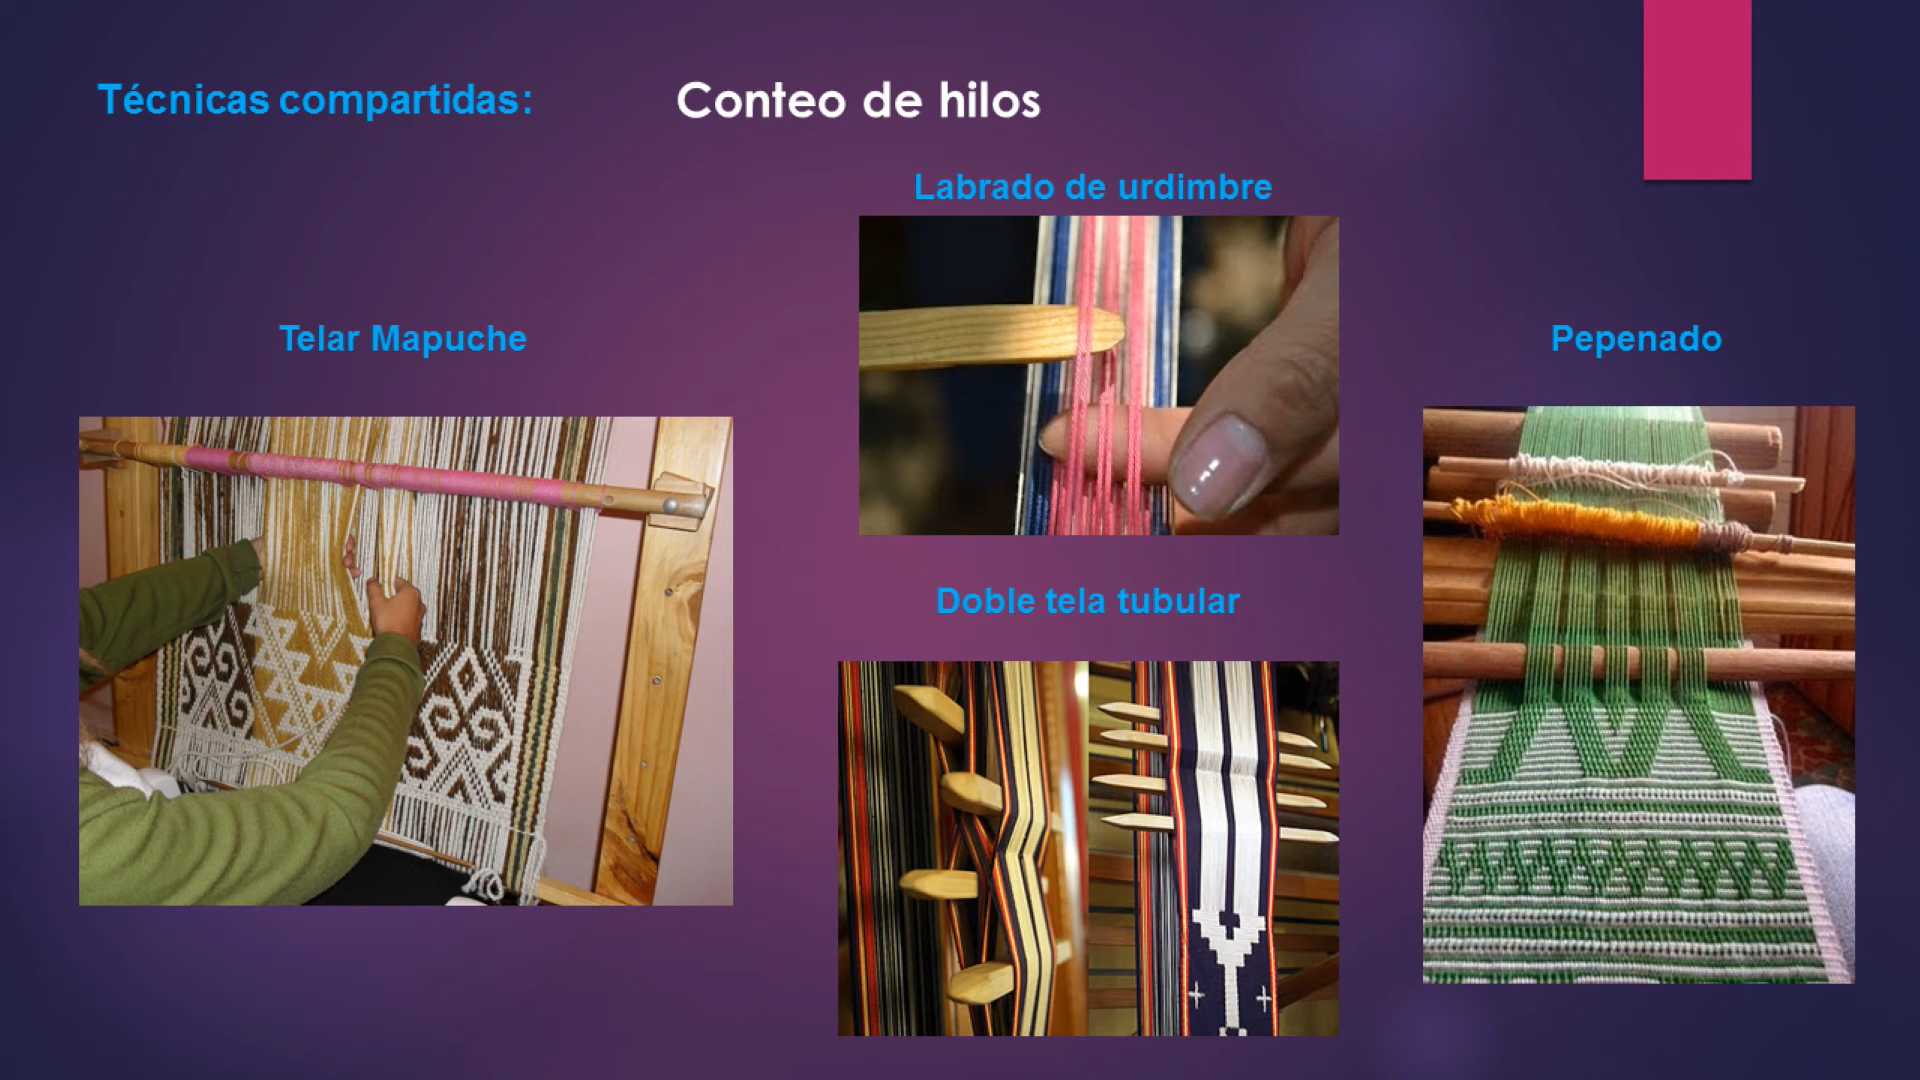 Técnicas compartidas:
Conteo de hilos
Labrado de urdimbre
Telar Mapuche
Pepenado
Doble tela tubular